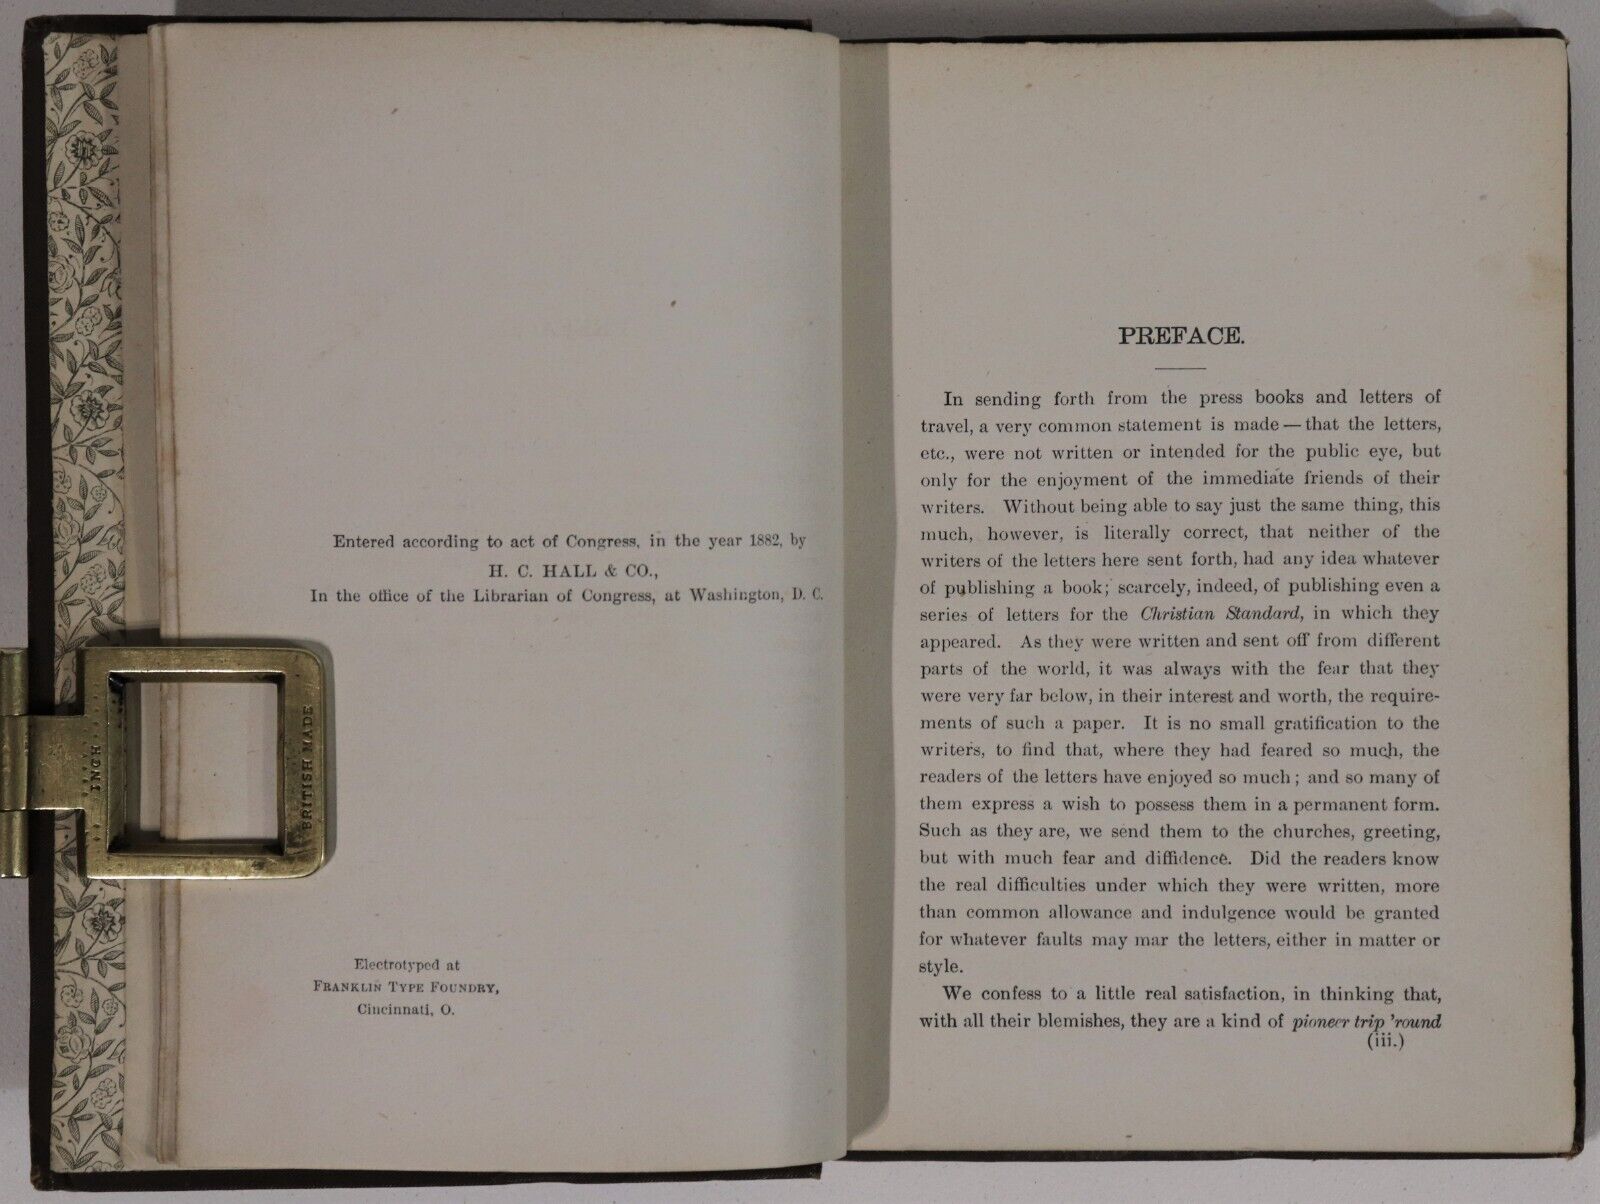 Entered according to act of Congress, in the year 1882, by
H. C. HALL & CO.,
In the office of the Librarian of Congress, at Washington, D. C.
INCH
BRITISH MADE
Electrotyped at
FRANKLIN TYPE FOUNDRY,
Cincinnati, O.
PREFACE.
In sending forth from the press books and letters of
travel, a very common statement is made — that the letters,
etc., were not written or intended for the public eye, but
only for the enjoyment of the immediate friends of their
writers. Without being able to say just the same thing, this
much, however, is literally correct, that neither of the
writers of the letters here sent forth, had any idea whatever
of publishing a book; scarcely, indeed, of publishing even a
series of letters for the Christian Standard, in which they
appeared. As they were written and sent off from different
parts of the world, it was always with the fear that they
were very far below, in their interest and worth, the require-
ments of such a paper. It is no small gratification to the
writers, to find that, where they had feared so much, the
readers of the letters have enjoyed so much; and so many of
them express a wish to possess them in a permanent form.
Such as they are, we send them to the churches, greeting,
but with much fear and diffidence. Did the readers know
the real difficulties under which they were written, more
than common allowance and indulgence would be granted
for whatever faults may mar the letters, either in matter or
style.
We confess to a little real satisfaction, in thinking that,
with all their blemishes, they are a kind of pioneer trip 'round
(iii.)